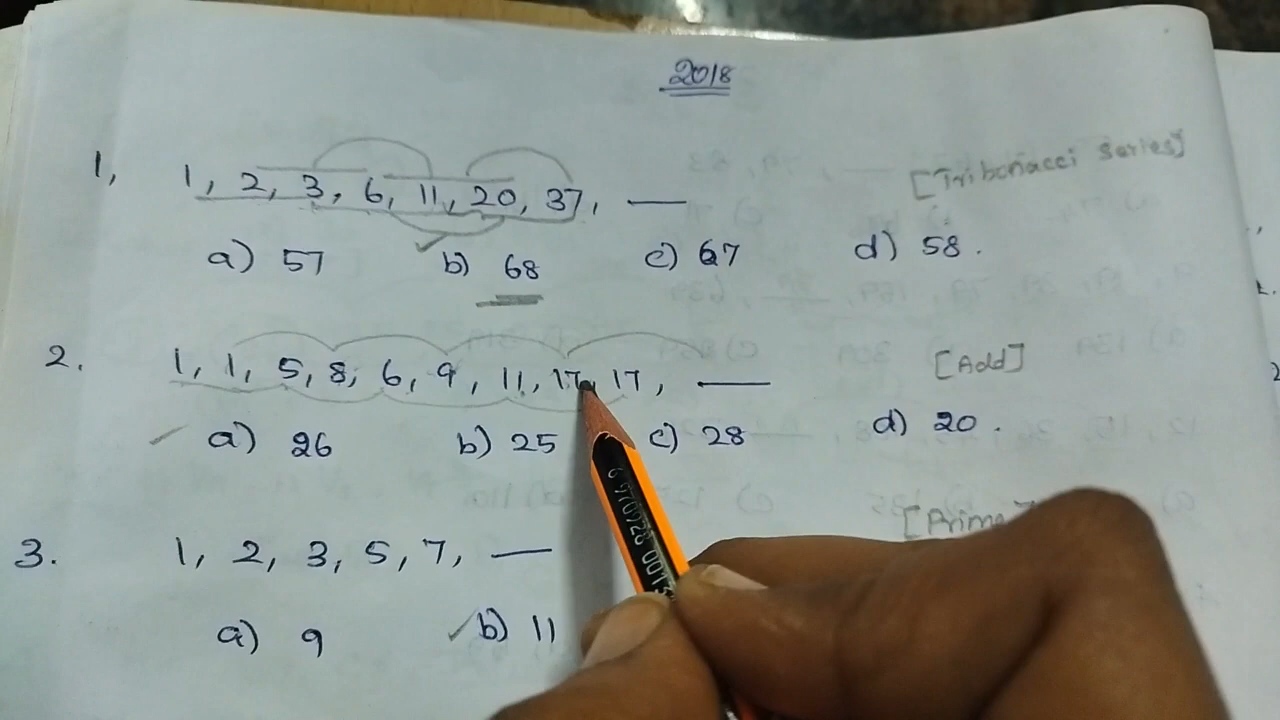 2018
1, 1, 2, 3, 6, 11, 20, 37, — [Tribonacci Series]
a) 57 b) 68 c) 67 d) 58.
2. 1, 1, 5, 8, 6, 9, 11, 17, 17, — [Add]
a) 26 b) 25 c) 28 d) 20.
[Prime
3. 1, 2, 3, 5, 7, —
a) 9 b) 11